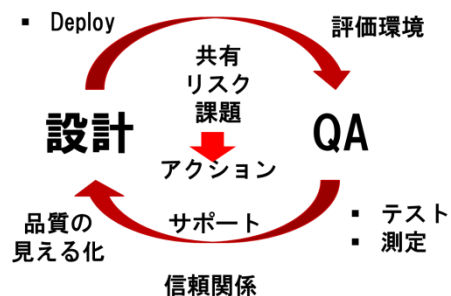 ▪ Deploy
評価環境
共有
リスク
課題
設計
QA
アクション
品質の
見える化
サポート
▪ テスト
▪ 測定
信頼関係